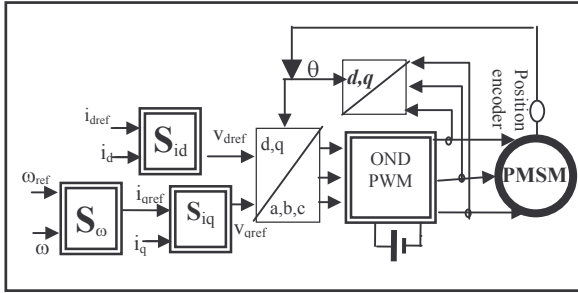 θ
d,q
Position
encoder
i_dref
i_d
S_id
v_dref
d,q
a,b,c
OND
PWM
PMSM
ω_ref
ω
S_ω
i_qref
i_q
S_iq
v_qref